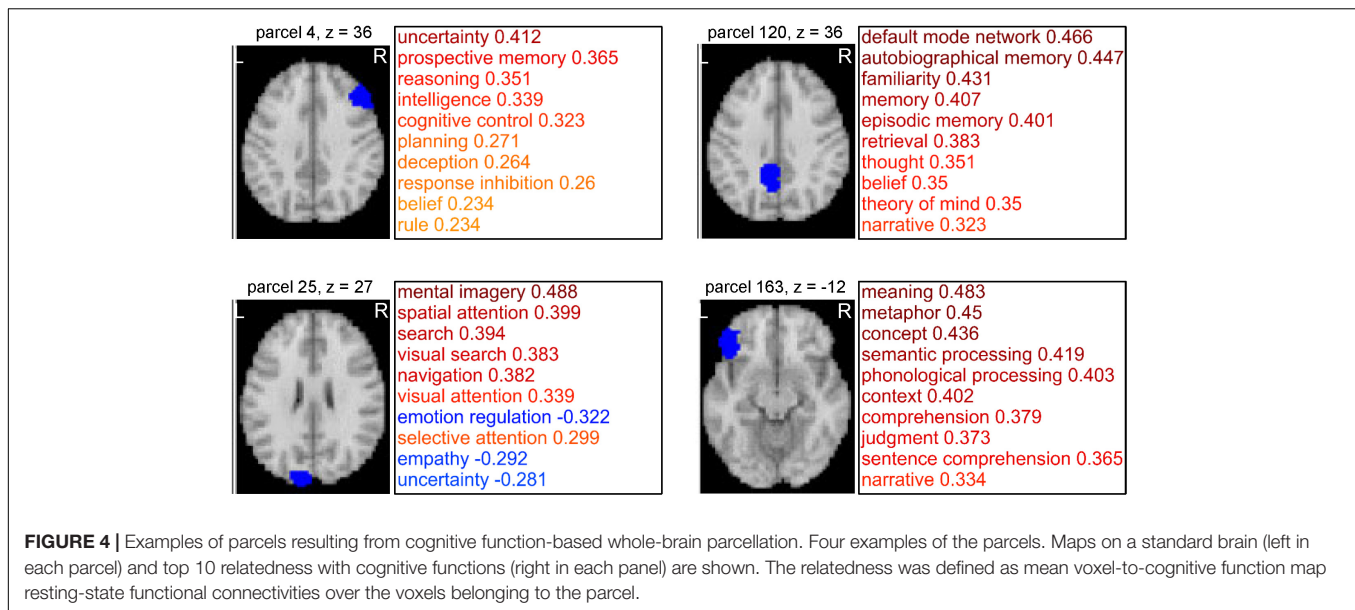 parcel 4, z = 36
L
R
uncertainty 0.412
prospective memory 0.365
reasoning 0.351
intelligence 0.339
cognitive control 0.323
planning 0.271
deception 0.264
response inhibition 0.26
belief 0.234
rule 0.234
parcel 120, z = 36
L
R
default mode network 0.466
autobiographical memory 0.447
familiarity 0.431
memory 0.407
episodic memory 0.401
retrieval 0.383
thought 0.351
belief 0.35
theory of mind 0.35
narrative 0.323
parcel 25, z = 27
L
R
mental imagery 0.488
spatial attention 0.399
search 0.394
visual search 0.383
navigation 0.382
visual attention 0.339
emotion regulation -0.322
selective attention 0.299
empathy -0.292
uncertainty -0.281
parcel 163, z = -12
L
R
meaning 0.483
metaphor 0.45
concept 0.436
semantic processing 0.419
phonological processing 0.403
context 0.402
comprehension 0.379
judgment 0.373
sentence comprehension 0.365
narrative 0.334
FIGURE 4 | Examples of parcels resulting from cognitive function-based whole-brain parcellation. Four examples of the parcels. Maps on a standard brain (left in
each parcel) and top 10 relatedness with cognitive functions (right in each panel) are shown. The relatedness was defined as mean voxel-to-cognitive function map
resting-state functional connectivities over the voxels belonging to the parcel.